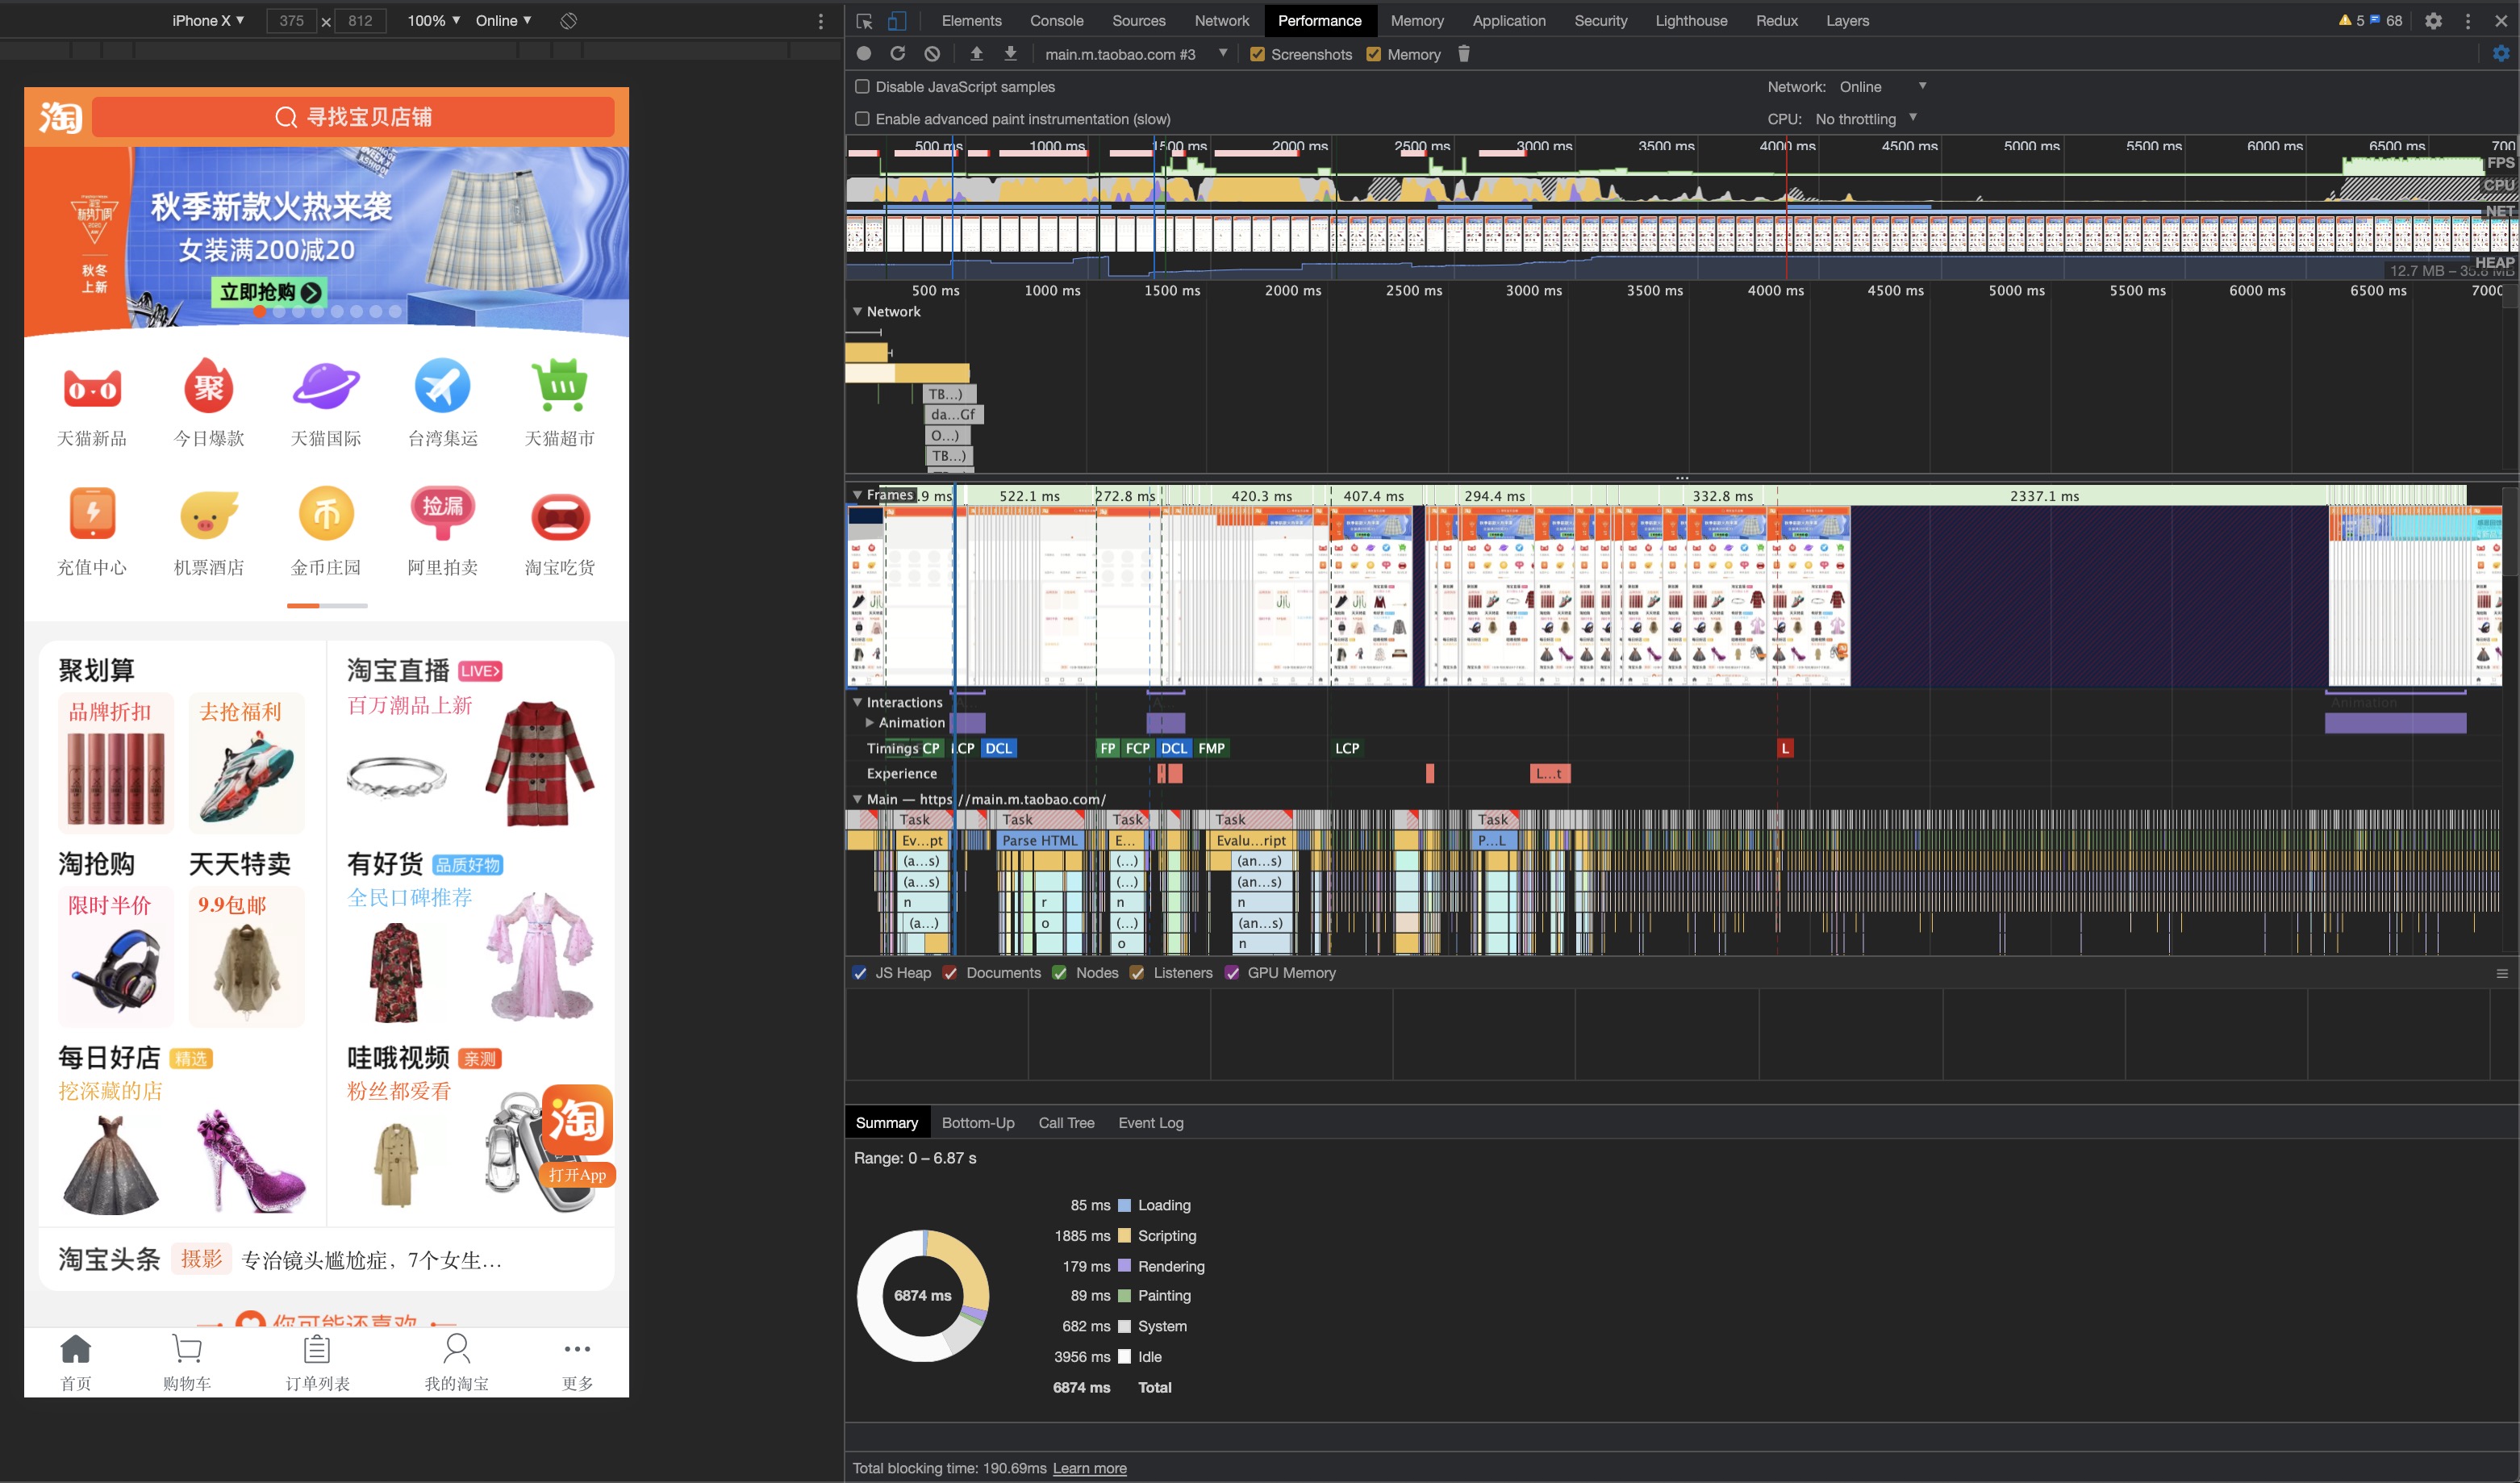 iPhone X ▼ 375 × 812 100% ▼ Online ▼
淘
寻找宝贝店铺
秋冬
上新
秋季新款火热来袭
女装满200减20
立即抢购
天猫新品 今日爆款 天猫国际 台湾集运 天猫超市
充值中心 机票酒店 金币庄园 阿里拍卖 淘宝吃货
聚
币
捡漏
聚划算
品牌折扣 去抢福利
淘宝直播 LIVE>
百万潮品上新
淘抢购 天天特卖
限时半价 9.9包邮
有好货 品质好物
全民口碑推荐
每日好店 精选
挖深藏的店
哇哦视频 亲测
粉丝都爱看
淘
打开App
淘宝头条 摄影 专治镜头尴尬症，7个女生...
你可能还喜欢
首页 购物车 订单列表 我的淘宝 更多
Elements Console Sources Network Performance Memory Application Security Lighthouse Redux Layers 5 68
main.m.taobao.com #3 Screenshots Memory
Disable JavaScript samples Network: Online
Enable advanced paint instrumentation (slow) CPU: No throttling
500 ms 1000 ms 1500 ms 2000 ms 2500 ms 3000 ms 3500 ms 4000 ms 4500 ms 5000 ms 5500 ms 6000 ms 6500 ms 700
FPS
CPU
NET
HEAP
12.7 MB – 35.8 MB
500 ms 1000 ms 1500 ms 2000 ms 2500 ms 3000 ms 3500 ms 4000 ms 4500 ms 5000 ms 5500 ms 6000 ms 6500 ms 7000
Network
TB...)
da...Gf
O...)
TB...)
Frames .9 ms 522.1 ms 272.8 ms 420.3 ms 407.4 ms 294.4 ms 332.8 ms 2337.1 ms
Interactions
Animation
Animation
Timings CP LCP DCL FP FCP DCL FMP LCP L
Experience L...t
Main — https://main.m.taobao.com/
Task Task Task Task Task
Ev...pt Parse HTML E... Evalu...ript P...L
(a...s) (...) (an...s)
(a...s) (...) (an...s)
n r n n
(a...) o (...) (an...s)
o n
JS Heap Documents Nodes Listeners GPU Memory
Summary Bottom-Up Call Tree Event Log
Range: 0 – 6.87 s
6874 ms
85 ms Loading
1885 ms Scripting
179 ms Rendering
89 ms Painting
682 ms System
3956 ms Idle
6874 ms Total
Total blocking time: 190.69ms Learn more